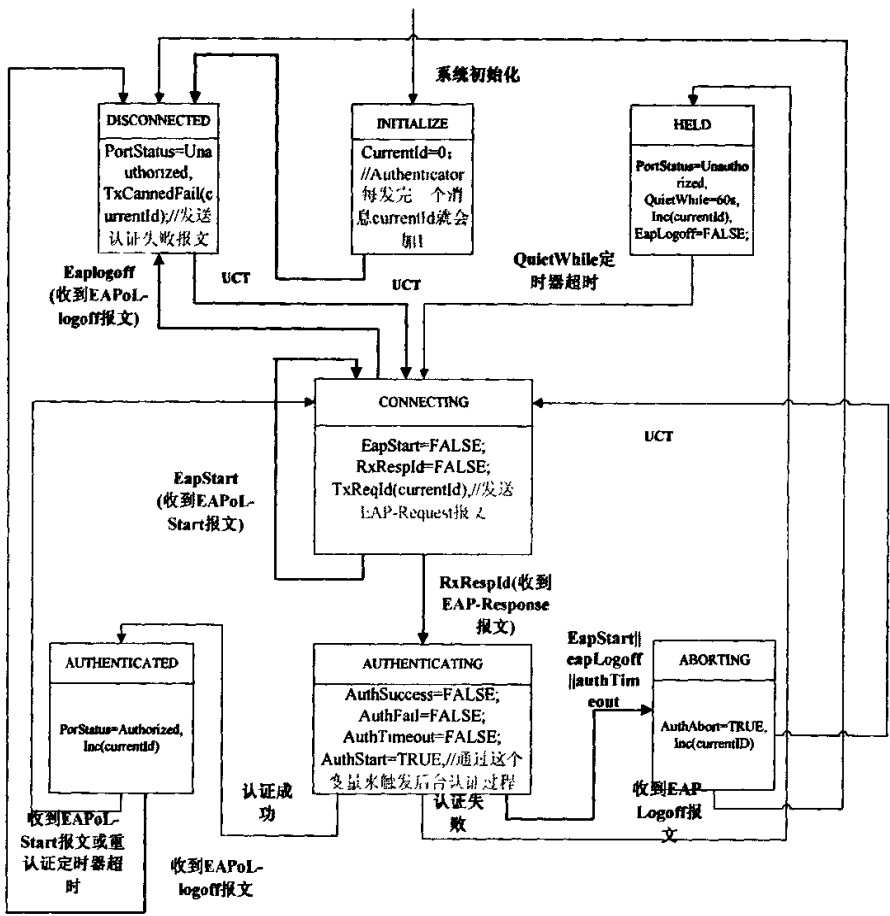 系统初始化
DISCONNECTED
PortStatus=Una
uthorized,
TxCannedFail(c
urrentId);//发送
认证失败报文
INITIALIZE
CurrentId=0；
//Authenticator
每发完一个消
息currentId就会
加1
HELD
PortStatus=Unautho
rized,
QuietWhile=60s,
Inc(currentId),
EapLogoff=FALSE;
Eaplogoff
(收到EAPoL-
logoff报文)
UCT
UCT
QuietWhile定
时器超时
CONNECTING
EapStart=FALSE;
RxRespId=FALSE;
TxReqId(currentId),//发送
EAP-Request报文
UCT
EapStart
(收到EAPoL-
Start报文)
RxRespId(收到
EAP-Response
报文)
EapStart||
eapLogoff
||authTim
eout
AUTHENTICATED
PorStatus=Authorized,
Inc(currentId)
AUTHENTICATING
AuthSuccess=FALSE;
AuthFail=FALSE;
AuthTimeout=FALSE;
AuthStart=TRUE,//通过这个
变量来触发后台认证过程
ABORTING
AuthAbort=TRUE,
Inc(currentID)
认证成
功
认证失
败
收到EAP-
Logoff报
文
收到EAPoL-
Start报文或重
认证定时器超
时
收到EAPoL-
logoff报文